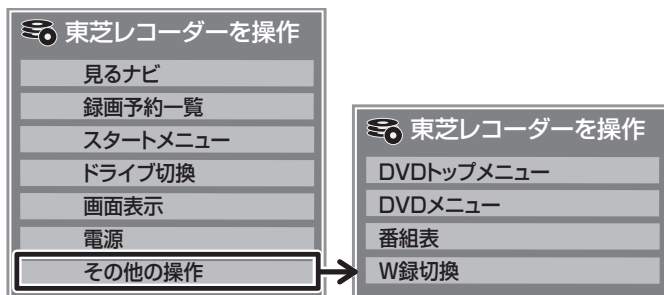 東芝レコーダーを操作
見るナビ
録画予約一覧
スタートメニュー
ドライブ切換
画面表示
電源
その他の操作
東芝レコーダーを操作
DVDトップメニュー
DVDメニュー
番組表
W録切換